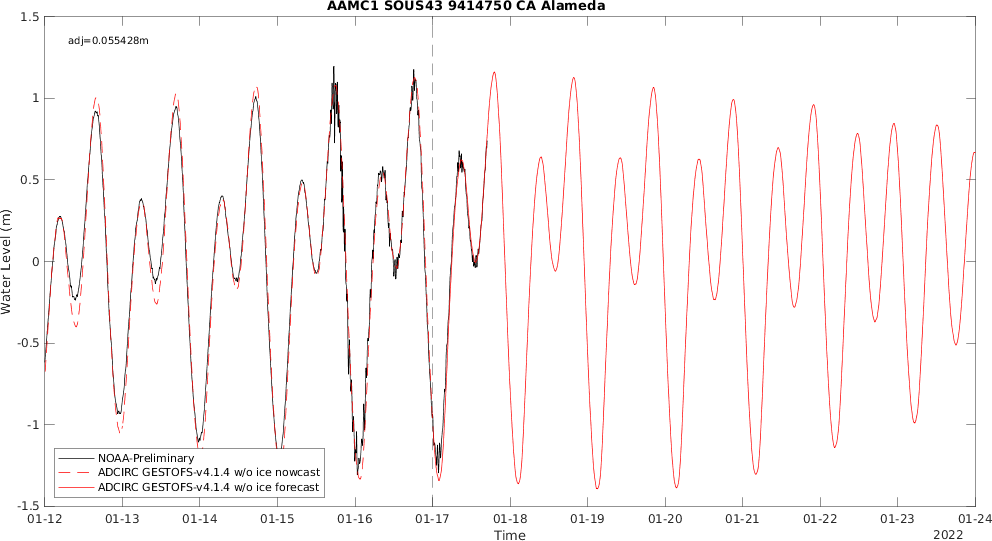 AAMC1 SOUS43 9414750 CA Alameda
adj=0.055428m
Water Level (m)
1.5
1
0.5
0
-0.5
-1
-1.5
NOAA-Preliminary
ADCIRC GESTOFS-v4.1.4 w/o ice nowcast
ADCIRC GESTOFS-v4.1.4 w/o ice forecast
01-12 01-13 01-14 01-15 01-16 01-17 01-18 01-19 01-20 01-21 01-22 01-23 01-24
Time
2022